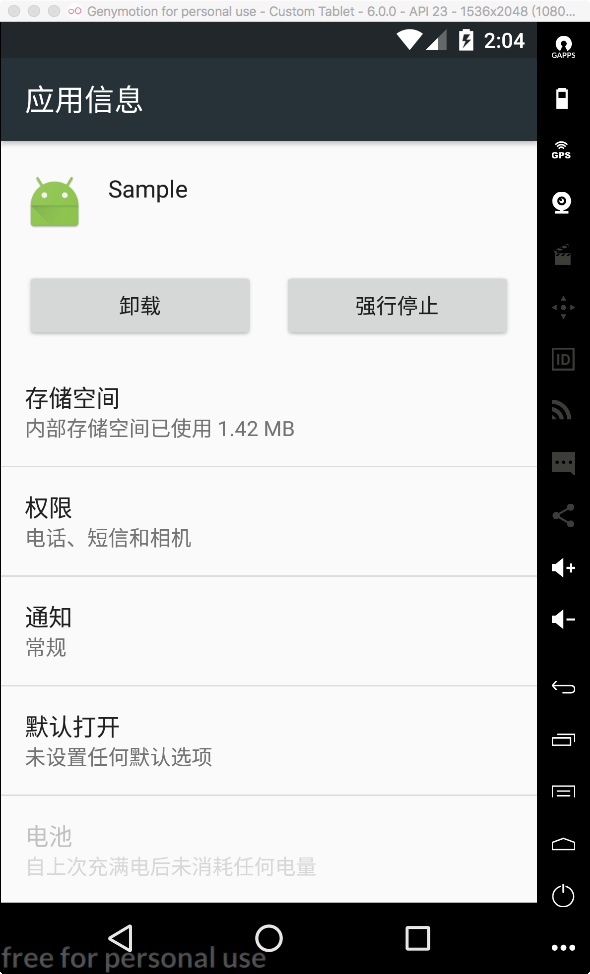 Genymotion for personal use - Custom Tablet - 6.0.0 - API 23 - 1536x2048 (1080...
2:04
GAPPS
应用信息
GPS
Sample
卸载
强行停止
ID
存储空间
内部存储空间已使用 1.42 MB
权限
电话、短信和相机
通知
常规
默认打开
未设置任何默认选项
电池
自上次充满电后未消耗任何电量
free for personal use